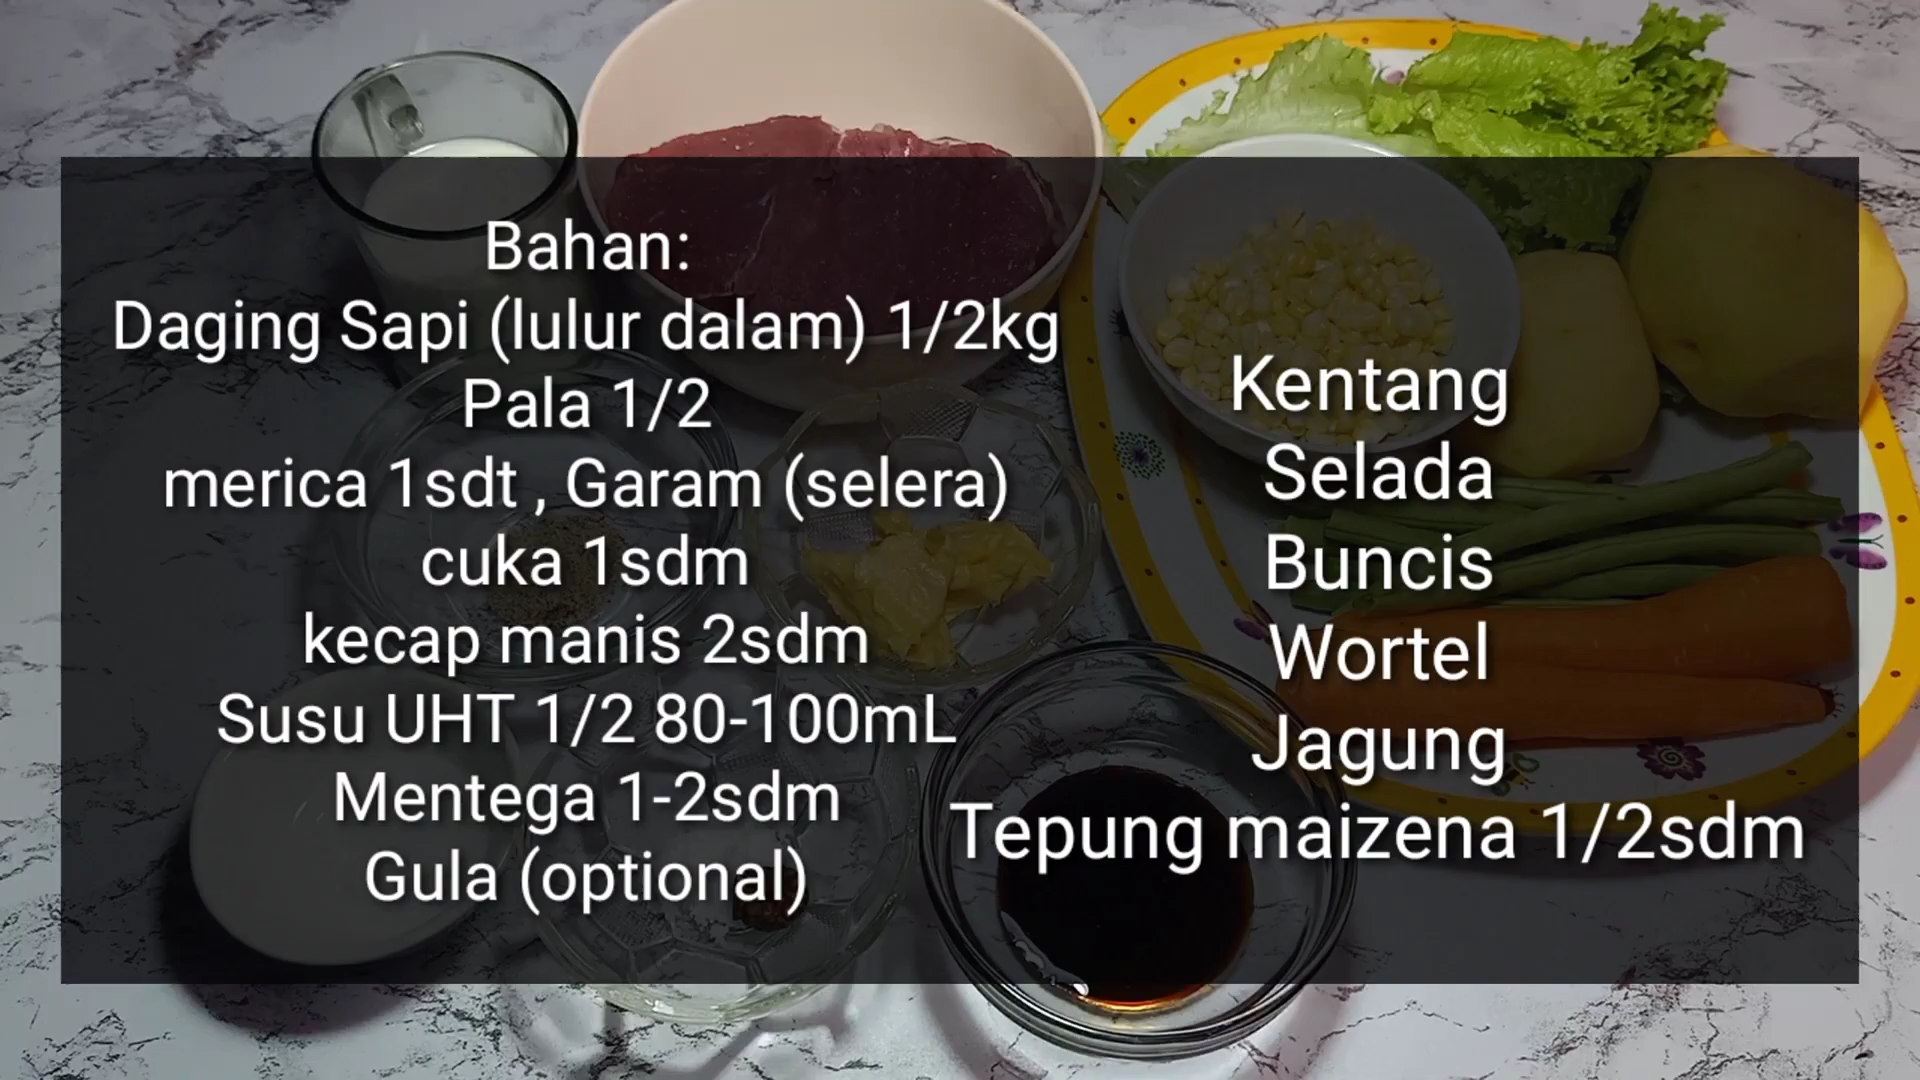 Bahan:
Daging Sapi (lulur dalam) 1/2kg
Pala 1/2
merica 1sdt , Garam (selera)
cuka 1sdm
kecap manis 2sdm
Susu UHT 1/2 80-100mL
Mentega 1-2sdm
Gula (optional)
Kentang
Selada
Buncis
Wortel
Jagung
Tepung maizena 1/2sdm